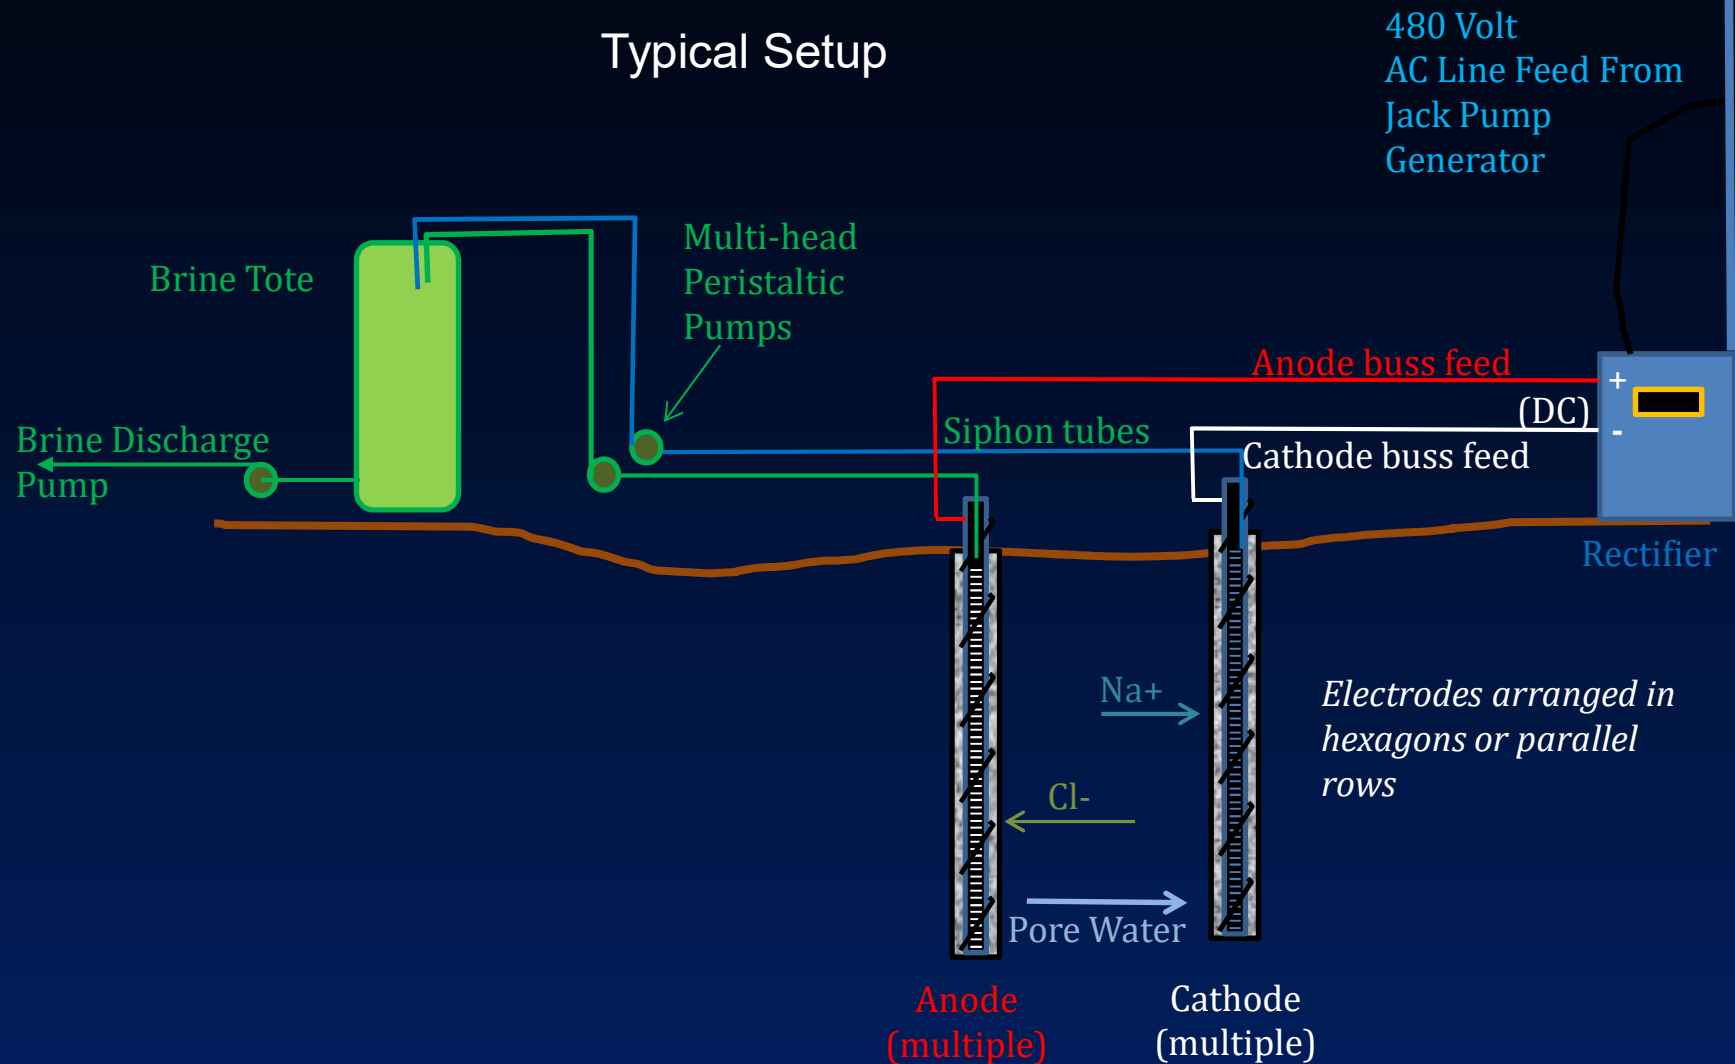 Typical Setup
480 Volt
AC Line Feed From
Jack Pump
Generator
Multi-head
Peristaltic
Pumps
Brine Tote
Anode buss feed
+
(DC)
-
Siphon tubes
Cathode buss feed
Brine Discharge
Pump
Rectifier
Na+
Electrodes arranged in
hexagons or parallel
rows
Cl-
Pore Water
Anode
(multiple)
Cathode
(multiple)